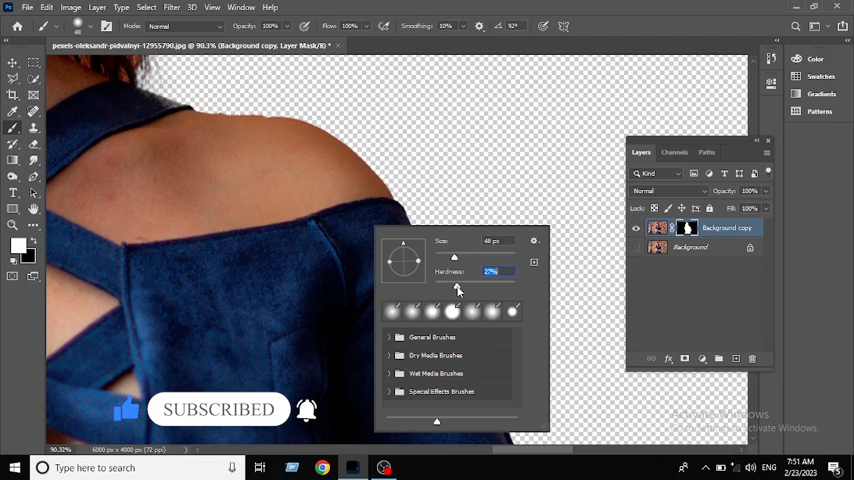 File Edit Image Layer Type Select Filter 3D View Window Help
48
Mode: Normal Opacity: 100% Flow: 100% Smoothing: 10% 92°
pexels-oleksandr-pidvalnyi-12955790.jpg @ 90.3% (Background copy, Layer Mask/8) *
Size: 48 px
Hardness: 27%
General Brushes
Dry Media Brushes
Wet Media Brushes
Special Effects Brushes
Layers Channels Paths
Kind
Normal Opacity: 100%
Lock: Fill: 100%
Background copy
Background
Color
Swatches
Gradients
Patterns
SUBSCRIBED
Activate Windows
90.32% 6000 px x 4000 px (72 ppi)
Type here to search
ENG
7:51 AM
2/23/2023